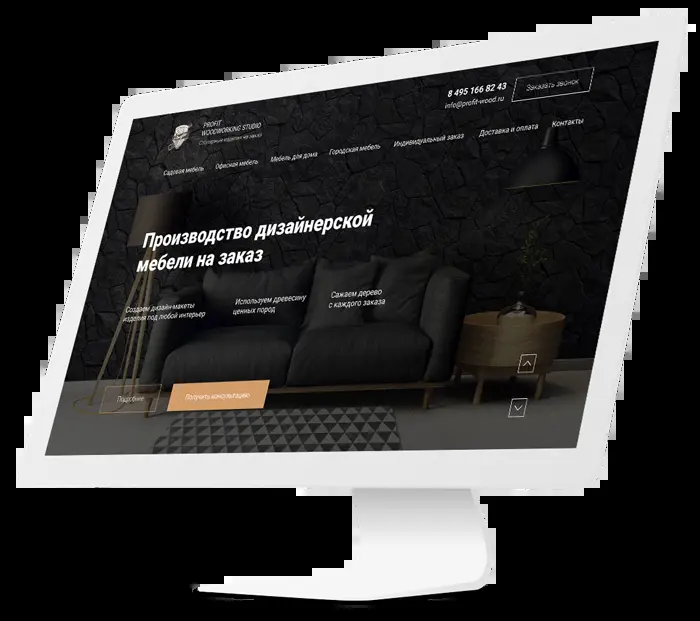 PROFIT
WOODWORKING STUDIO
Столярные изделия на заказ
8 495 166 82 43
info@profit-wood.ru
Заказать звонок
Садовая мебель
Офисная мебель
Мебель для дома
Городская мебель
Индивидуальный заказ
Доставка и оплата
Контакты
Производство дизайнерской
мебели на заказ
Создаем дизайн-макеты
изделия под любой интерьер
Используем древесину
ценных пород
Сажаем дерево
с каждого заказа
Подробнее
Получить консультацию